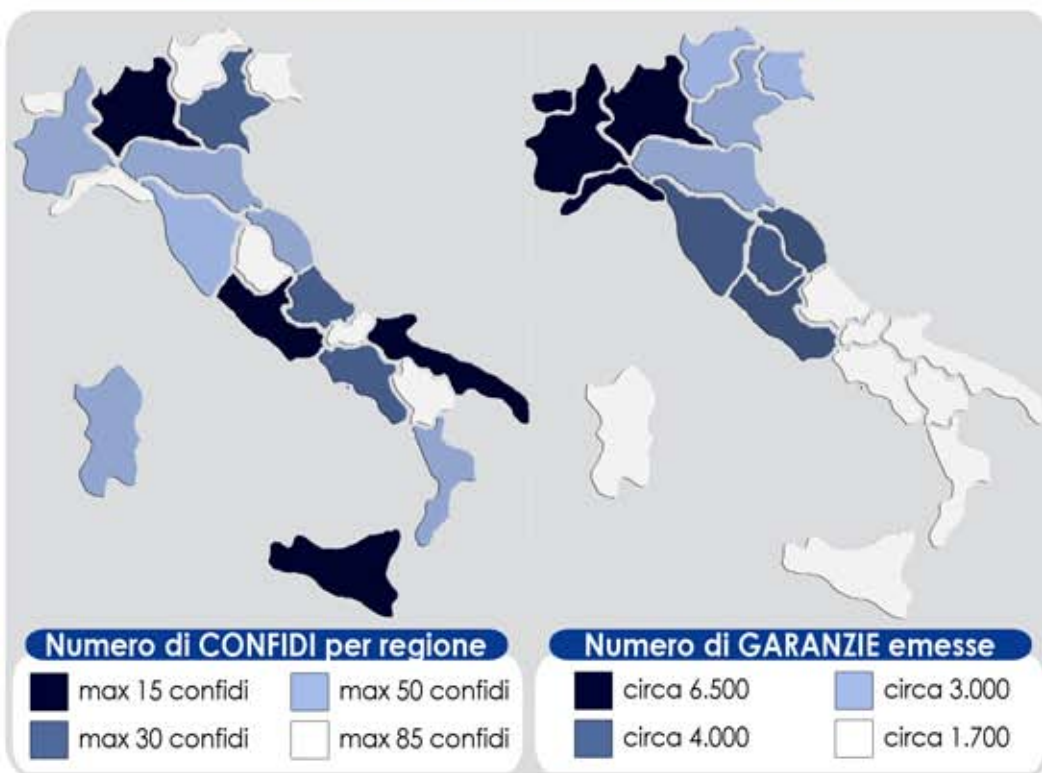 Numero di CONFIDI per regione
max 15 confidi
max 50 confidi
max 30 confidi
max 85 confidi
Numero di GARANZIE emesse
circa 6.500
circa 3.000
circa 4.000
circa 1.700